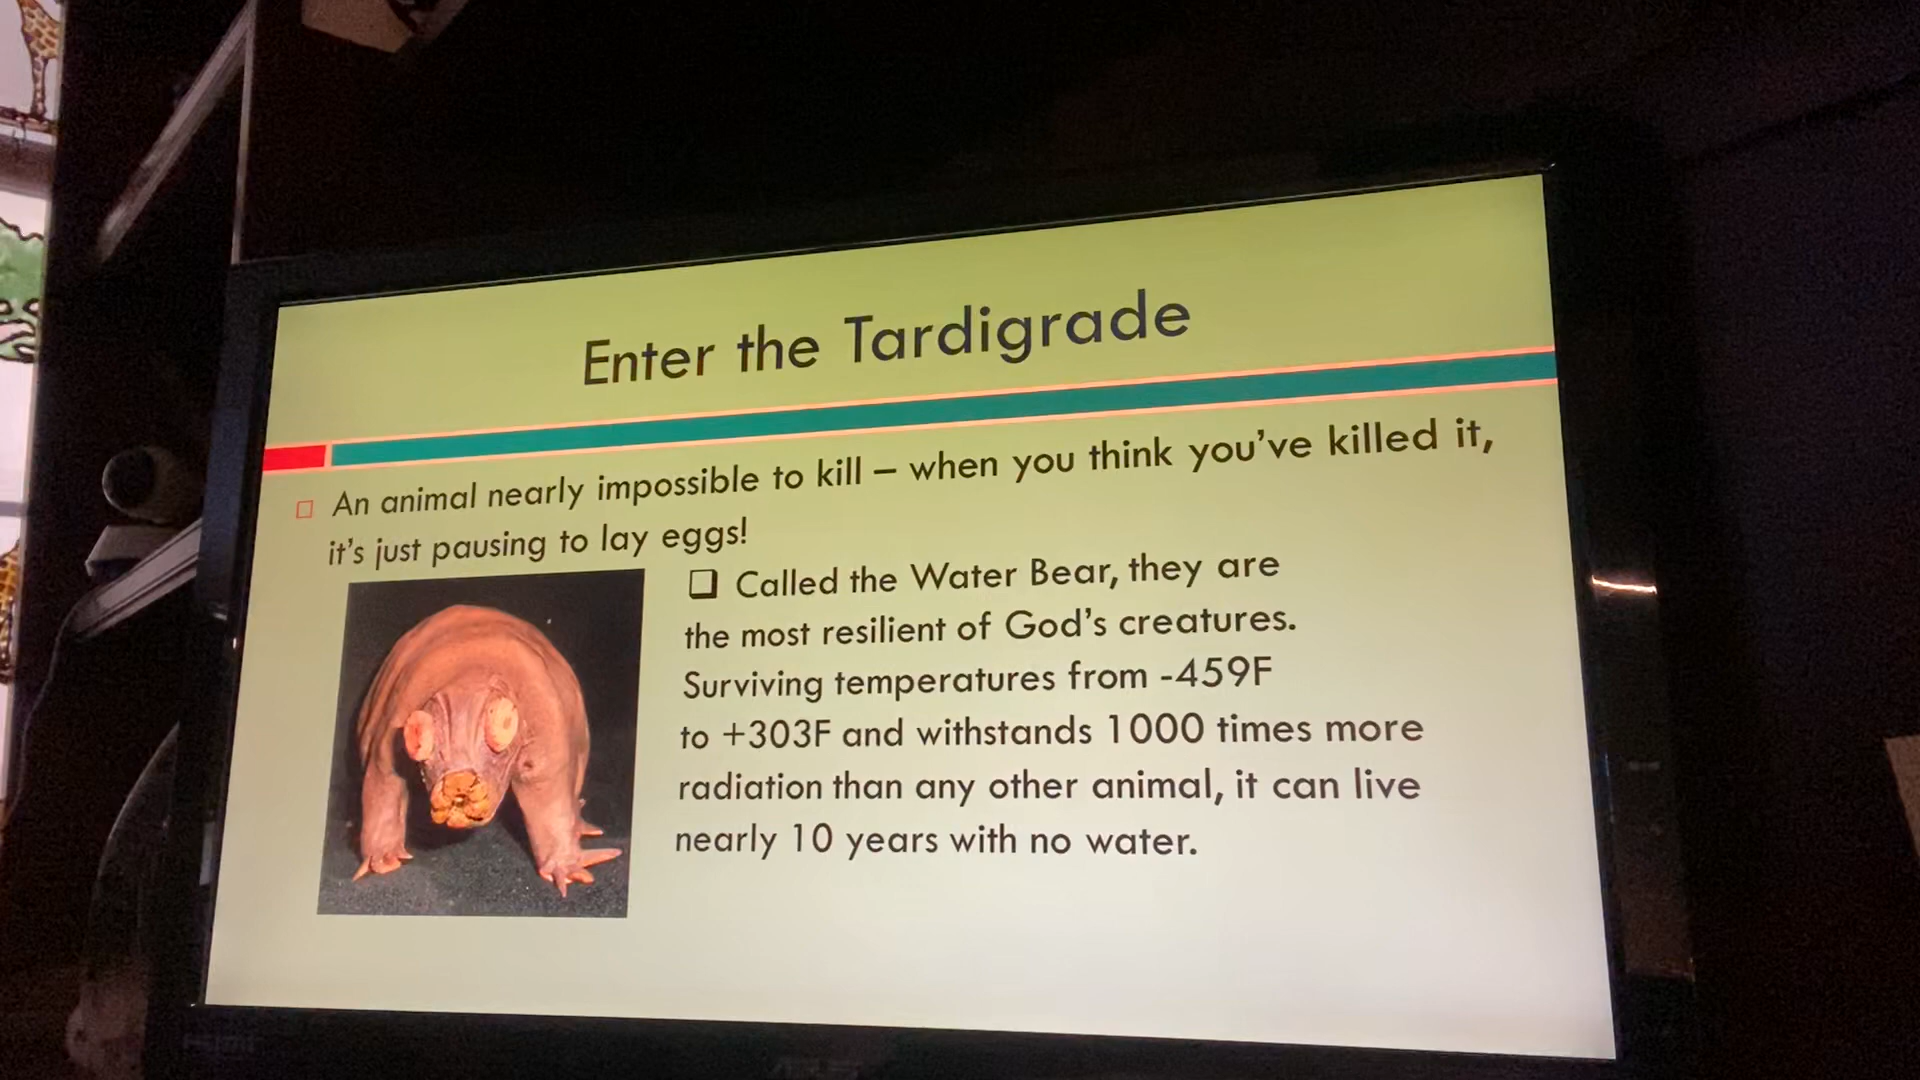 Enter the Tardigrade
An animal nearly impossible to kill – when you think you've killed it,
it's just pausing to lay eggs!
Called the Water Bear, they are
the most resilient of God's creatures.
Surviving temperatures from -459F
to +303F and withstands 1000 times more
radiation than any other animal, it can live
nearly 10 years with no water.